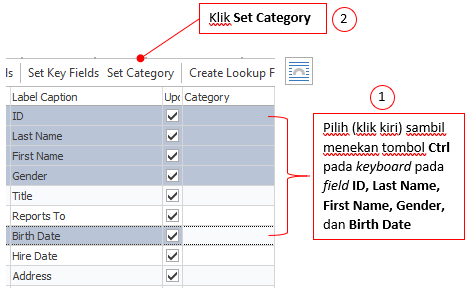 Klik Set Category
2
ls Set Key Fields Set Category Create Lookup F
Label Caption Upc Category
ID
Last Name
First Name
Gender
Title
Reports To
Birth Date
Hire Date
Address
1
Pilih (klik kiri) sambil
menekan tombol Ctrl
pada keyboard pada
field ID, Last Name,
First Name, Gender,
dan Birth Date